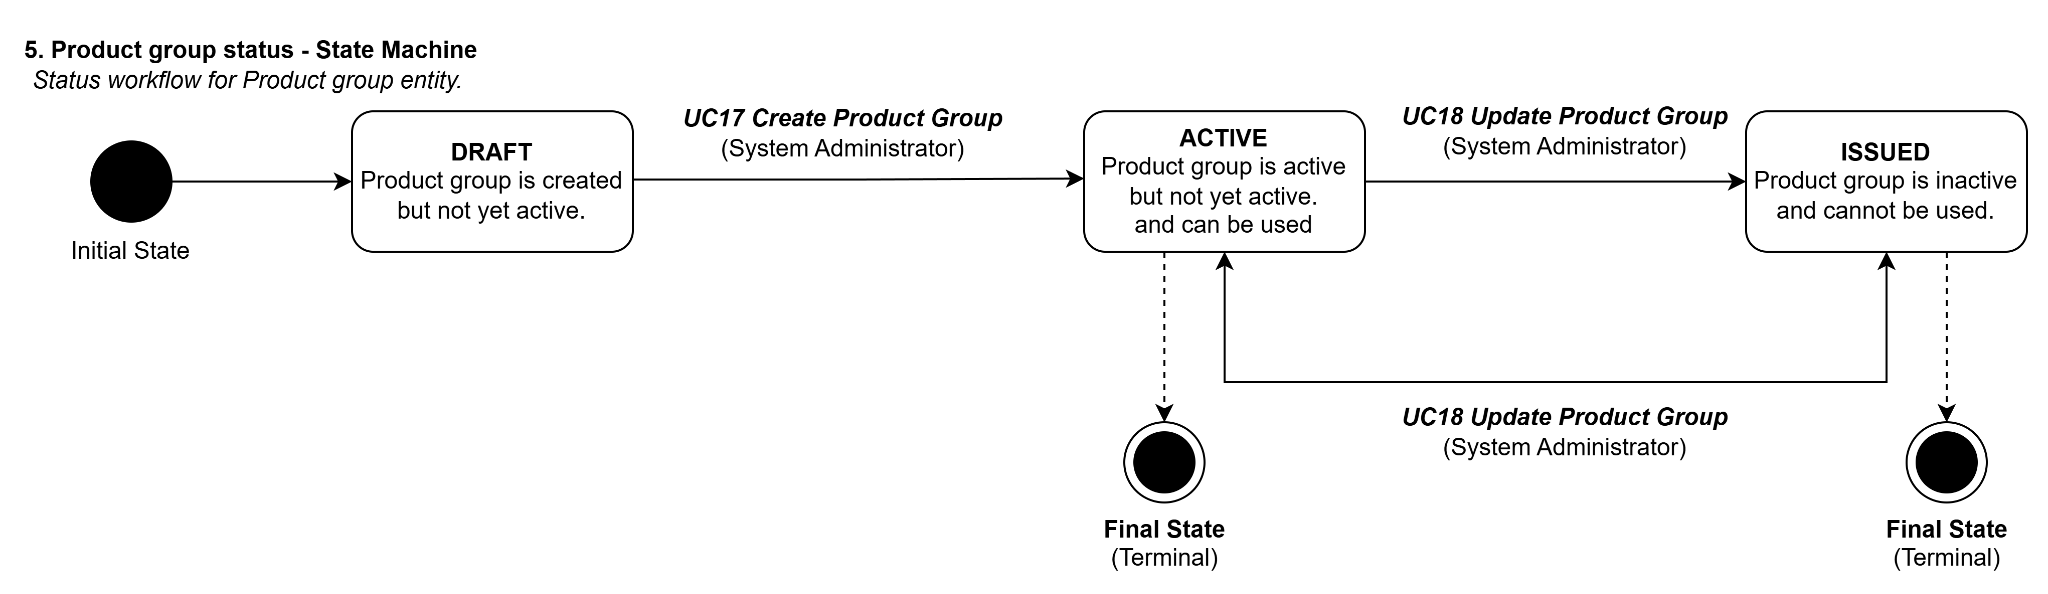 5. Product group status - State Machine
Status workflow for Product group entity.
Initial State
DRAFT
Product group is created
but not yet active.
UC17 Create Product Group
(System Administrator)
ACTIVE
Product group is active
but not yet active.
and can be used
UC18 Update Product Group
(System Administrator)
ISSUED
Product group is inactive
and cannot be used.
UC18 Update Product Group
(System Administrator)
Final State
(Terminal)
Final State
(Terminal)